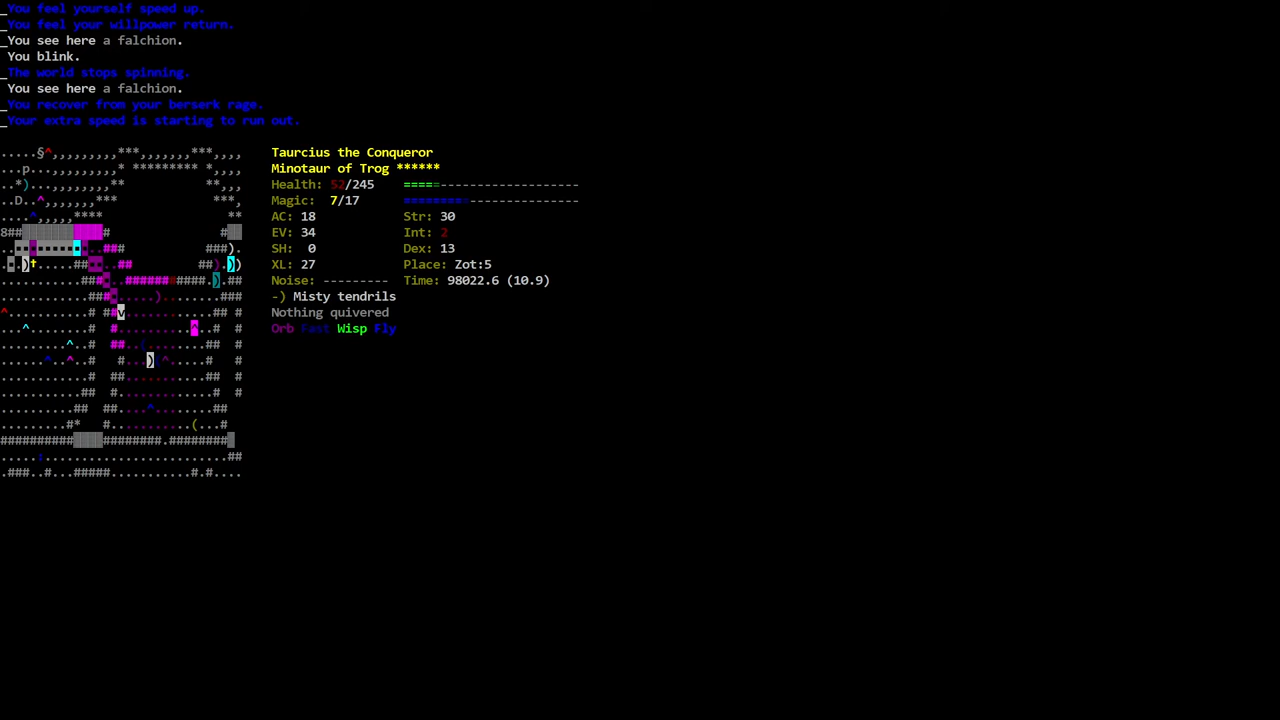 _You feel yourself speed up.
_You feel your willpower return.
_You see here a falchion.
You blink.
_The world stops spinning.
You see here a falchion.
_You recover from your berserk rage.
_Your extra speed is starting to run out.
Taurcius the Conqueror
Minotaur of Trog ******
Health: 52/245
Magic: 7/17
AC: 18 Str: 30
EV: 34 Int: 2
SH: 0 Dex: 13
XL: 27 Place: Zot:5
Noise: --------- Time: 98022.6 (10.9)
-) Misty tendrils
Nothing quivered
Orb Fast Wisp Fly